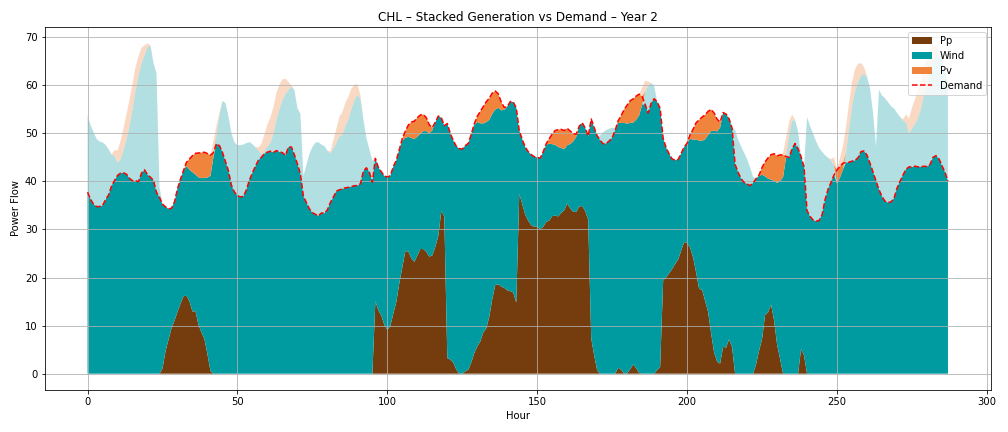 CHL – Stacked Generation vs Demand – Year 2
Power Flow
70
60
50
40
30
20
10
0
Pp
Wind
Pv
Demand
0 50 100 150 200 250 300
Hour